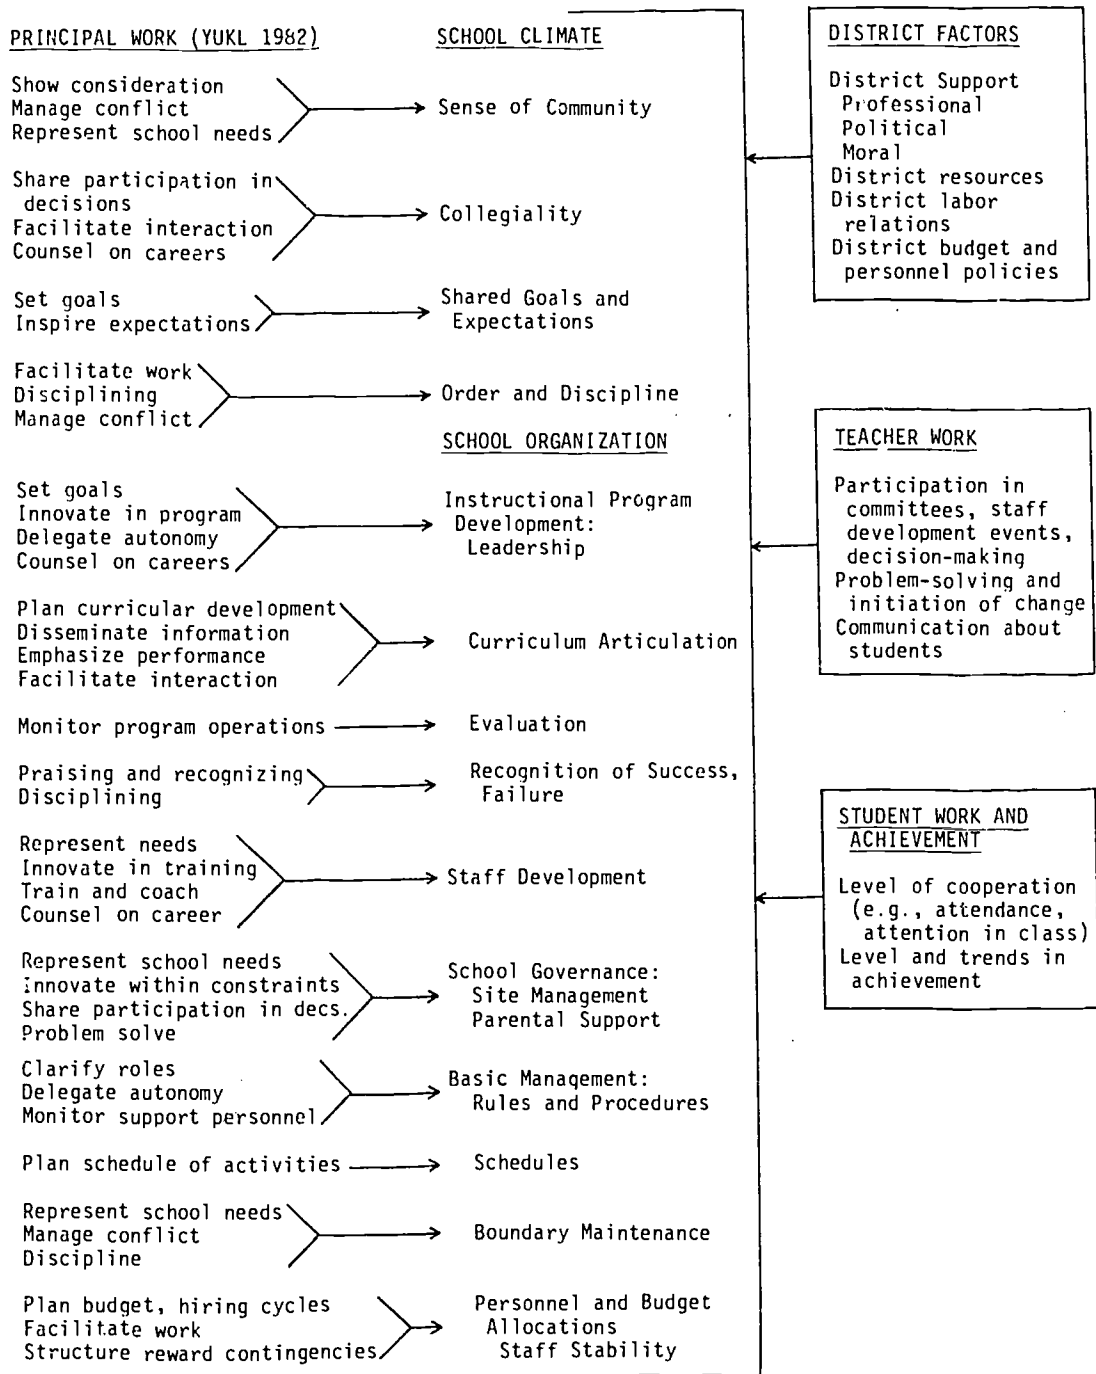 PRINCIPAL WORK (YUKL 1982)
Show consideration
Manage conflict
Represent school needs
Share participation in
decisions
Facilitate interaction
Counsel on careers
Set goals
Inspire expectations
Facilitate work
Disciplining
Manage conflict
Set goals
Innovate in program
Delegate autonomy
Counsel on careers
Plan curricular development
Disseminate information
Emphasize performance
Facilitate interaction
Monitor program operations
Praising and recognizing
Disciplining
Represent needs
Innovate in training
Train and coach
Counsel on career
Represent school needs
Innovate within constraints
Share participation in decs.
Problem solve
Clarify roles
Delegate autonomy
Monitor support personnel
Plan schedule of activities
Represent school needs
Manage conflict
Discipline
Plan budget, hiring cycles
Facilitate work
Structure reward contingencies
SCHOOL CLIMATE
Sense of Community
Collegiality
Shared Goals and
Expectations
Order and Discipline
SCHOOL ORGANIZATION
Instructional Program
Development:
Leadership
Curriculum Articulation
Evaluation
Recognition of Success,
Failure
Staff Development
School Governance:
Site Management
Parental Support
Basic Management:
Rules and Procedures
Schedules
Boundary Maintenance
Personnel and Budget
Allocations
Staff Stability
DISTRICT FACTORS
District Support
Professional
Political
Moral
District resources
District labor
relations
District budget and
personnel policies
TEACHER WORK
Participation in
committees, staff
development events,
decision-making
Problem-solving and
initiation of change
Communication about
students
STUDENT WORK AND
ACHIEVEMENT
Level of cooperation
(e.g., attendance,
attention in class)
Level and trends in
achievement